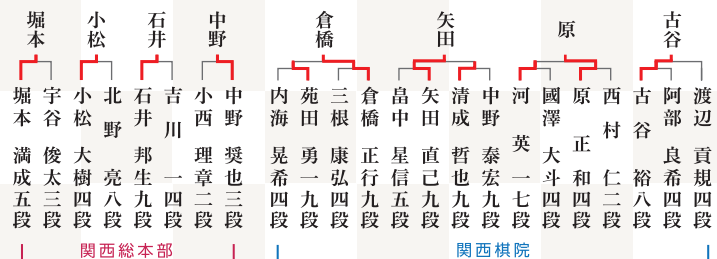 堀本
小松
石井
中野
倉橋
矢田
原
古谷
堀本 満成五段
宇谷 俊太三段
小松 大樹四段
北野 亮八段
石井 邦生九段
吉川 一四段
小西 理章二段
中野 奨也三段
内海 晃希四段
苑田 勇一九段
三根 康弘四段
倉橋 正行九段
畠中 星信五段
矢田 直己九段
清成 哲也九段
中野 泰宏九段
河 英一七段
國澤 大斗四段
原 正和四段
西村 仁二段
古谷 裕八段
阿部 良希四段
渡辺 貢規四段
関西総本部
関西棋院